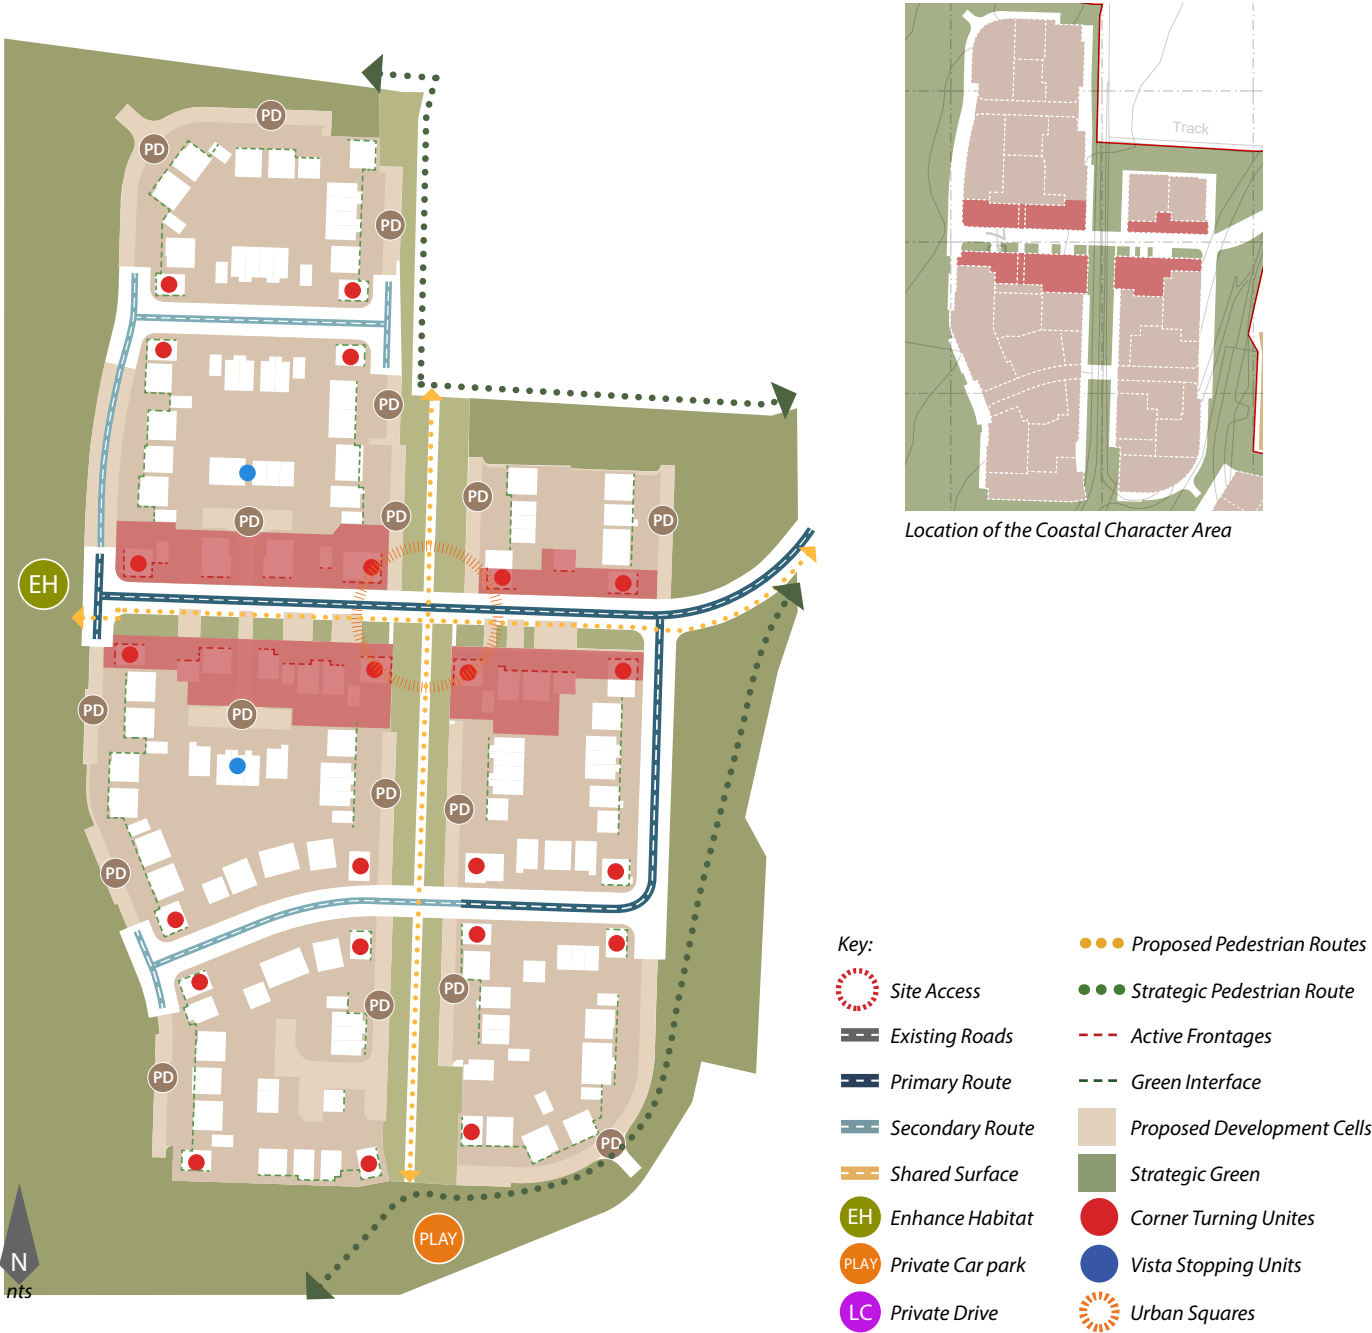 PD
PD
PD
PD
PD
PD
PD
PD
PD
EH
PD
PD
PD
PD
PD
PD
PD
PD
PD
PLAY
N
nts
Track
Location of the Coastal Character Area
Key:
Site Access
Existing Roads
Primary Route
Secondary Route
Shared Surface
EH Enhance Habitat
PLAY Private Car park
LC Private Drive
Proposed Pedestrian Routes
Strategic Pedestrian Route
Active Frontages
Green Interface
Proposed Development Cells
Strategic Green
Corner Turning Unites
Vista Stopping Units
Urban Squares